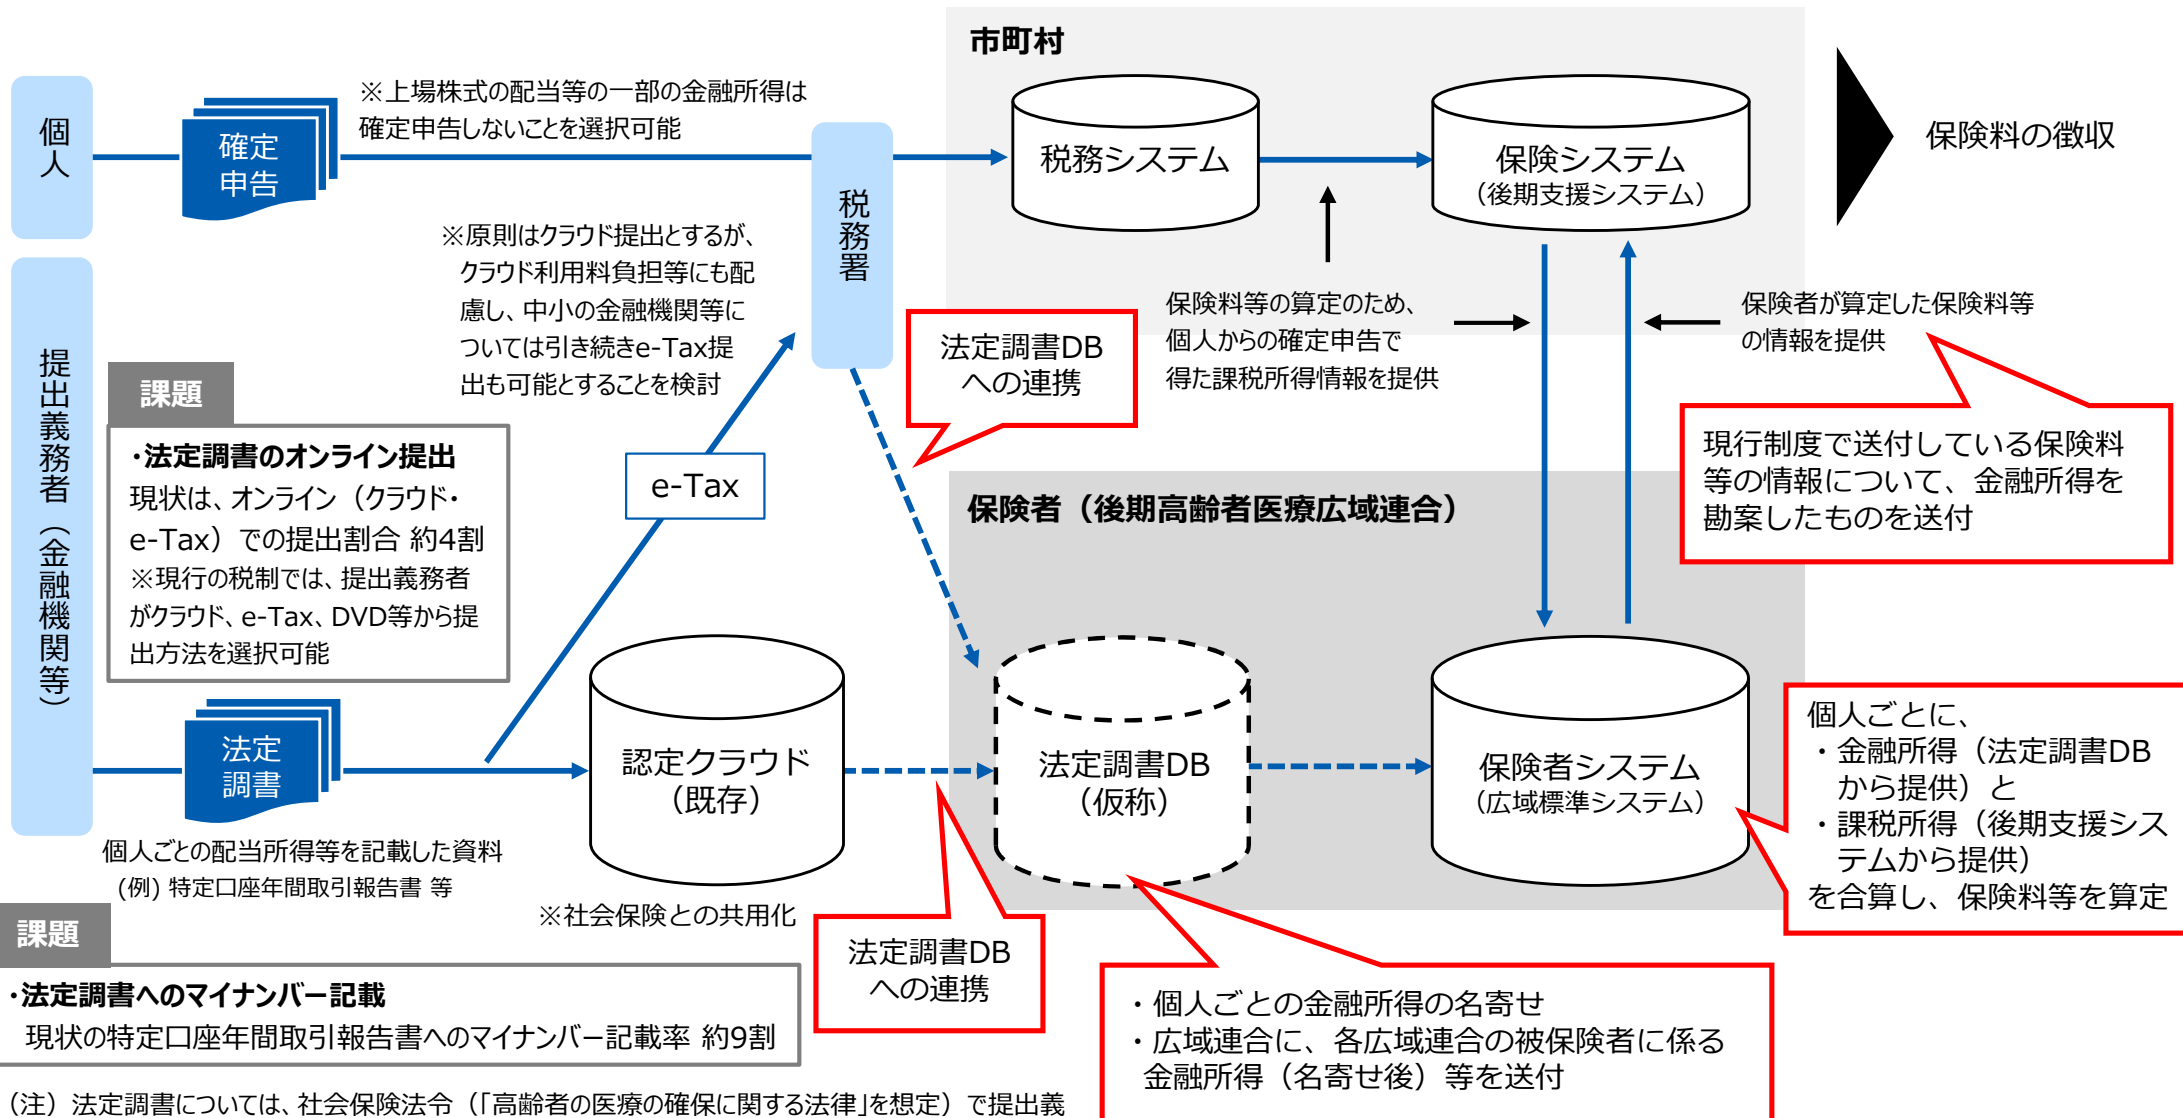 市町村
個人
確定
申告
※上場株式の配当等の一部の金融所得は
確定申告しないことを選択可能
税務署
税務システム
保険システム
（後期支援システム）
保険料の徴収
※原則はクラウド提出とするが、
クラウド利用料負担等にも配
慮し、中小の金融機関等に
ついては引き続きe-Tax提
出も可能とすることを検討
保険料等の算定のため、
個人からの確定申告で
得た課税所得情報を提供
保険者が算定した保険料等
の情報を提供
法定調書DB
への連携
現行制度で送付している保険料
等の情報について、金融所得を
勘案したものを送付
提出義務者（金融機関等）
課題
・法定調書のオンライン提出
現状は、オンライン（クラウド・
e-Tax）での提出割合 約4割
※現行の税制では、提出義務者
がクラウド、e-Tax、DVD等から提
出方法を選択可能
e-Tax
保険者（後期高齢者医療広域連合）
法定
調書
個人ごとの配当所得等を記載した資料
(例) 特定口座年間取引報告書 等
認定クラウド
（既存）
※社会保険との共用化
法定調書DB
（仮称）
保険者システム
（広域標準システム）
個人ごとに、
・金融所得（法定調書DB
から提供）と
・課税所得（後期支援シス
テムから提供）
を合算し、保険料等を算定
法定調書DB
への連携
・個人ごとの金融所得の名寄せ
・広域連合に、各広域連合の被保険者に係る
金融所得（名寄せ後）等を送付
課題
・法定調書へのマイナンバー記載
現状の特定口座年間取引報告書へのマイナンバー記載率 約9割
（注）法定調書については、社会保険法令（「高齢者の医療の確保に関する法律」を想定）で提出義